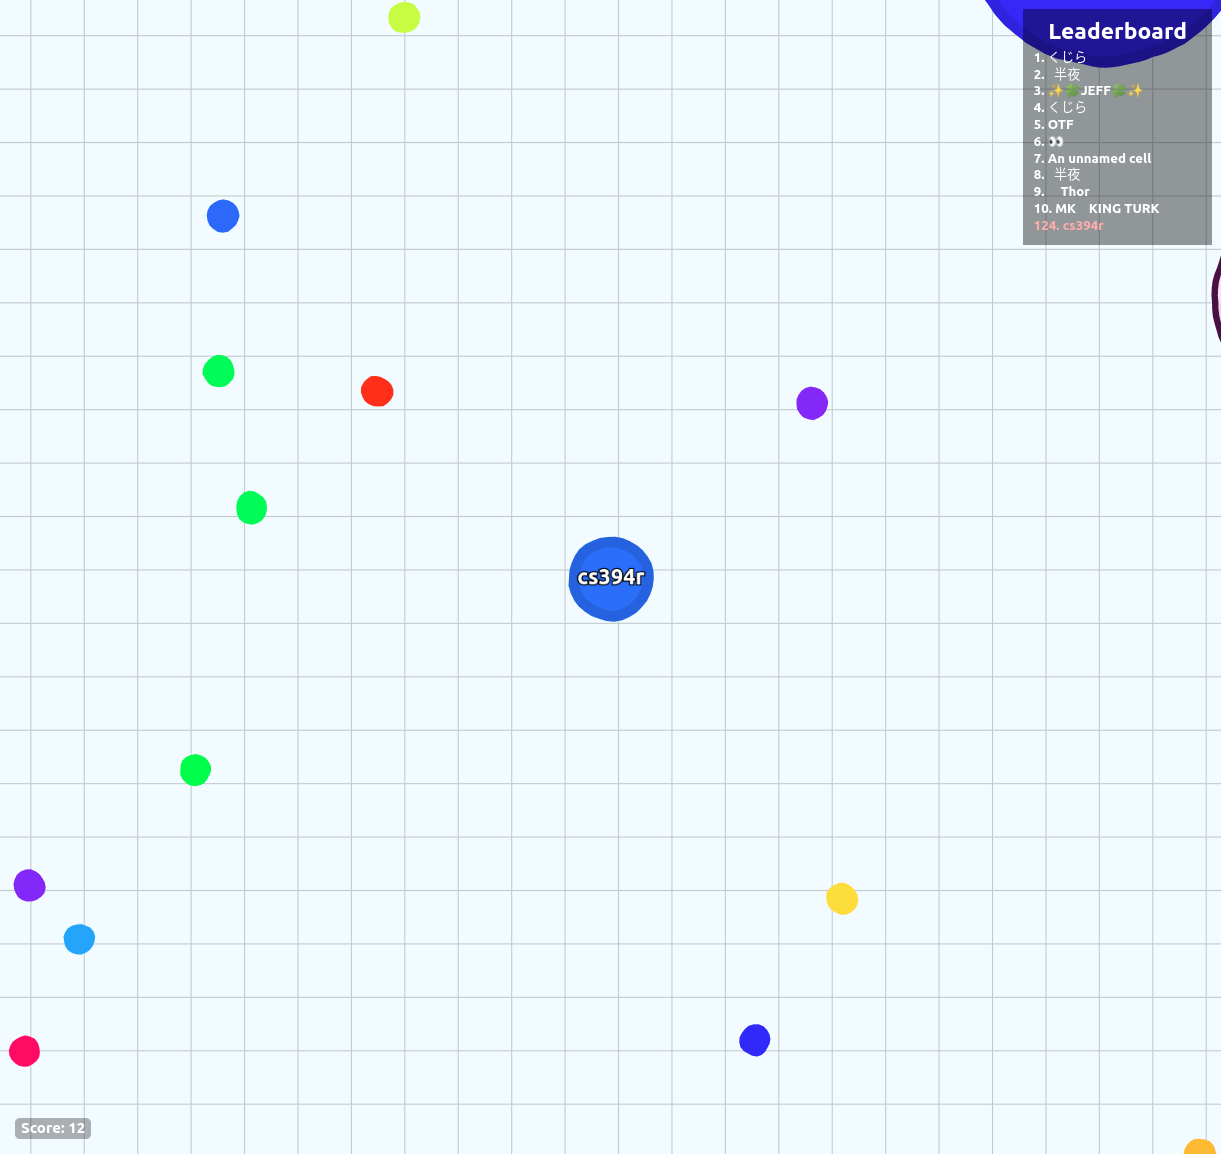 Leaderboard
1. くじら
2. 半夜
3. ✨🍀JEFF🍀✨
4. くじら
5. OTF
6. 👀
7. An unnamed cell
8. 半夜
9. Thor
10. MK KING TURK
124. cs394r
cs394r
Score: 12